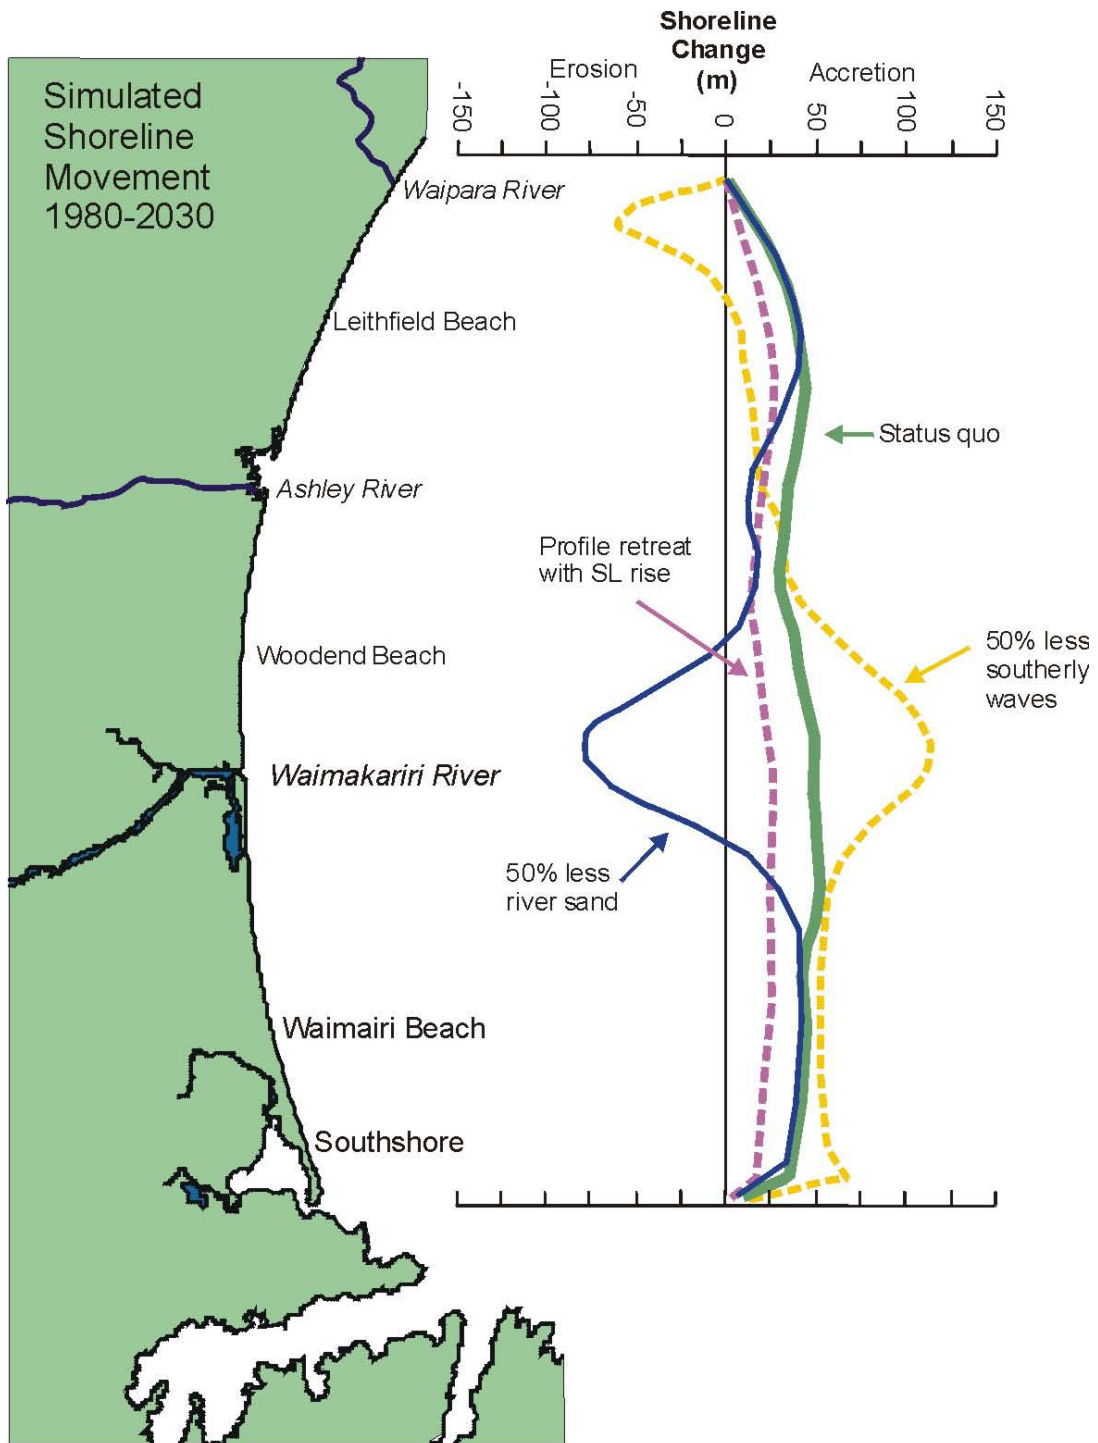 Simulated
Shoreline
Movement
1980-2030
Shoreline
Change
(m)
Erosion
Accretion
-150
-100
-50
0
50
100
150
Waipara River
Leithfield Beach
Status quo
Ashley River
Profile retreat
with SL rise
Woodend Beach
50% less
southerly
waves
Waimakariri River
50% less
river sand
Waimairi Beach
Southshore